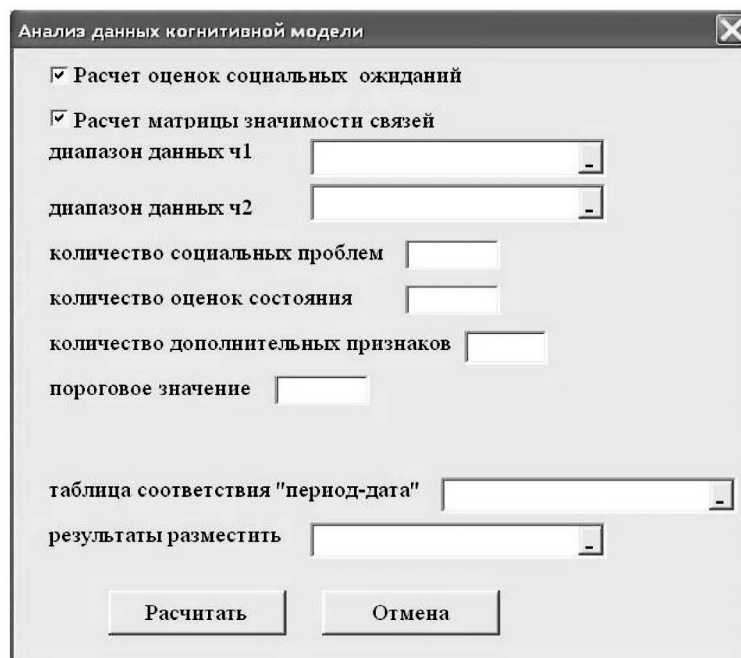 Анализ данных когнитивной модели
Расчет оценок социальных ожиданий
Расчет матрицы значимости связей
диапазон данных ч1
диапазон данных ч2
количество социальных проблем
количество оценок состояния
количество дополнительных признаков
пороговое значение
таблица соответствия "период-дата"
результаты разместить
Расчитать Отмена